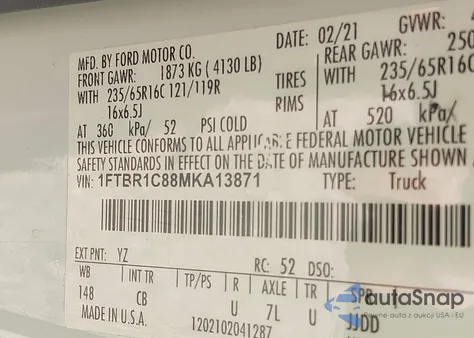 DATE: 02/21 GVWR:
MFD. BY FORD MOTOR CO.
FRONT GAWR: 1873 KG ( 4130 LB)
REAR GAWR: 250
WITH 235/65R16C 121/119R TIRES WITH 235/65R16C
16x6.5J RIMS 16x6.5J
AT 360 kPa/ 52 PSI COLD AT 520 kPa/
THIS VEHICLE CONFORMS TO ALL APPLICABLE FEDERAL MOTOR VEHICLE
SAFETY STANDARDS IN EFFECT ON THE DATE OF MANUFACTURE SHOWN
VIN: 1FTBR1C88MKA13871 TYPE: Truck
EXT PNT: YZ RC: 52 DSO:
WB INT TR TP/PS R AXLE TR SPR
148 CB U 7L U JJDD
MADE IN U.S.A. 1202102041287
autoSnap